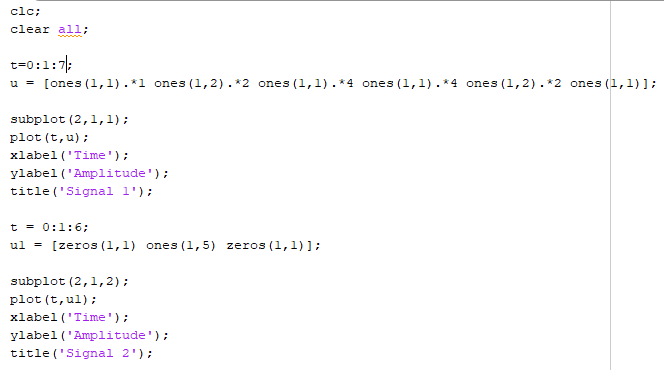 clc;
clear all;
t=0:1:7;
u = [ones(1,1).*1 ones(1,2).*2 ones(1,1).*4 ones(1,1).*4 ones(1,2).*2 ones(1,1)];
subplot(2,1,1);
plot(t,u);
xlabel('Time');
ylabel('Amplitude');
title('Signal 1');
t = 0:1:6;
u1 = [zeros(1,1) ones(1,5) zeros(1,1)];
subplot(2,1,2);
plot(t,u1);
xlabel('Time');
ylabel('Amplitude');
title('Signal 2');